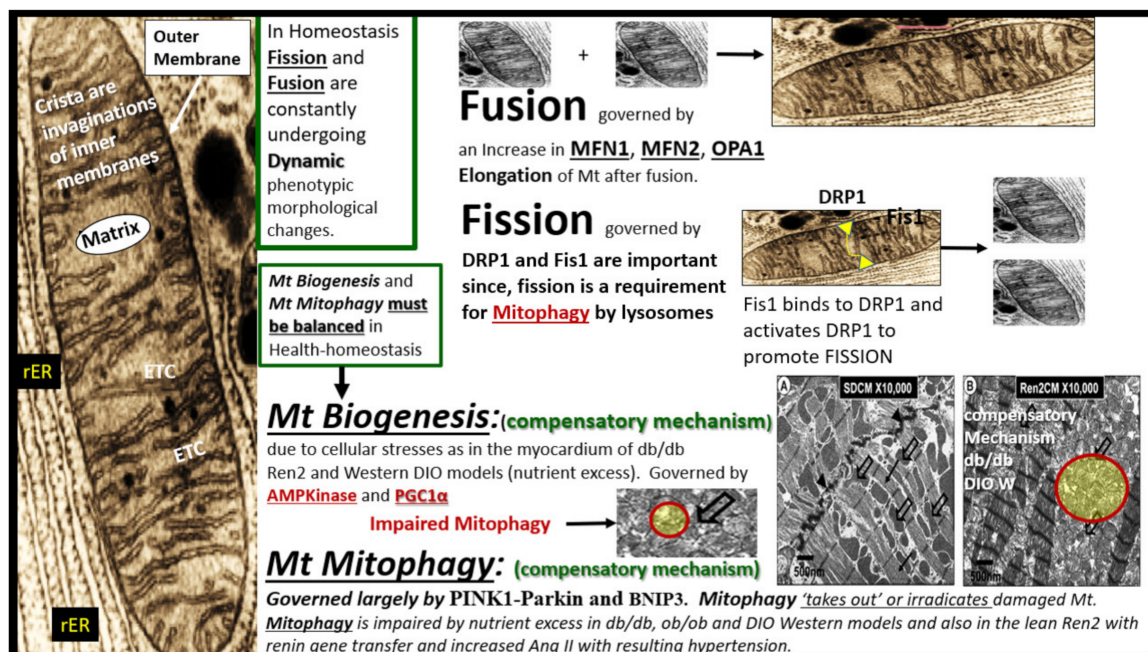 Outer
Membrane
Crista are
invaginations
of inner
membranes
Matrix
ETC
ETC
rER
rER
In Homeostasis
Fission and
Fusion are
constantly
undergoing
Dynamic
phenotypic
morphological
changes.
Mt Biogenesis and
Mt Mitophagy must
be balanced in
Health-homeostasis
+
Fusion governed by
an Increase in MFN1, MFN2, OPA1
Elongation of Mt after fusion.
Fission governed by
DRP1 and Fis1 are important
since, fission is a requirement
for Mitophagy by lysosomes
DRP1
Fis1
Fis1 binds to DRP1 and
activates DRP1 to
promote FISSION
Mt Biogenesis: (compensatory mechanism)
due to cellular stresses as in the myocardium of db/db
Ren2 and Western DIO models (nutrient excess). Governed by
AMPKinase and PGC1α
Impaired Mitophagy
A
SDCM X10,000
500nm
B
Ren2CM X10,000
compensatory
Mechanism
db/db
DIO W
500nm
Mt Mitophagy: (compensatory mechanism)
Governed largely by PINK1-Parkin and BNIP3. Mitophagy 'takes out' or irradicates damaged Mt.
Mitophagy is impaired by nutrient excess in db/db, ob/ob and DIO Western models and also in the lean Ren2 with
renin gene transfer and increased Ang II with resulting hypertension.